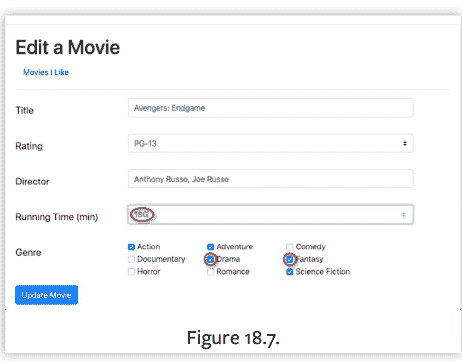 Edit a Movie
Movies I Like
Title Avengers: Endgame
Rating PG-13
Director Anthony Russo, Joe Russo
Running Time (min)
Genre Action Adventure Comedy
Documentary Drama Fantasy
Horror Romance Science Fiction
Update Movie
Figure 18.7.